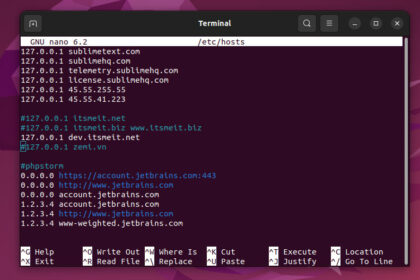 Terminal
GNU nano 6.2 /etc/hosts
127.0.0.1 sublimetext.com
127.0.0.1 sublimehq.com
127.0.0.1 telemetry.sublimehq.com
127.0.0.1 license.sublimehq.com
127.0.0.1 45.55.255.55
127.0.0.1 45.55.41.223
#127.0.0.1 itsmeit.net
#127.0.0.1 itsmeit.biz www.itsmeit.biz
127.0.0.1 dev.itsmeit.net
#127.0.0.1 zemi.vn
#phpstorm
0.0.0.0 https://account.jetbrains.com:443
0.0.0.0 http://www.jetbrains.com
0.0.0.0 account.jetbrains.com
1.2.3.4 account.jetbrains.com
1.2.3.4 http://www.jetbrains.com
1.2.3.4 www-weighted.jetbrains.com
^G Help ^O Write Out ^W Where Is ^K Cut ^T Execute ^C Location
^X Exit ^R Read File ^\ Replace ^U Paste ^J Justify ^/ Go To Line